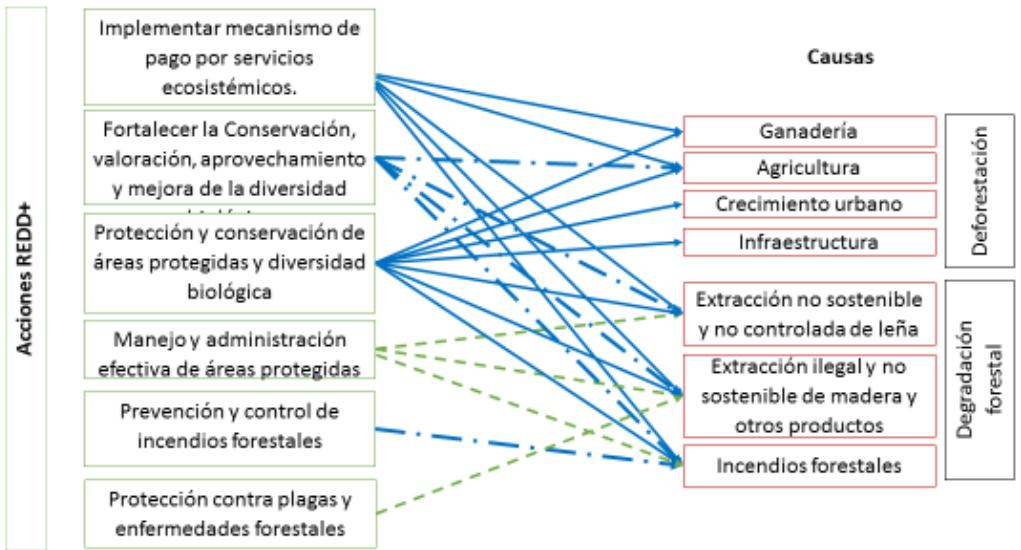 Acciones REDD+
Implementar mecanismo de
pago por servicios
ecosistémicos.
Fortalecer la Conservación,
valoración, aprovechamiento
y mejora de la diversidad
Protección y conservación de
áreas protegidas y diversidad
biológica
Manejo y administración
efectiva de áreas protegidas
Prevención y control de
incendios forestales
Protección contra plagas y
enfermedades forestales
Causas
Ganadería
Agricultura
Crecimiento urbano
Infraestructura
Extracción no sostenible
y no controlada de leña
Extracción ilegal y no
sostenible de madera y
otros productos
Incendios forestales
Deforestación
Degradación
forestal